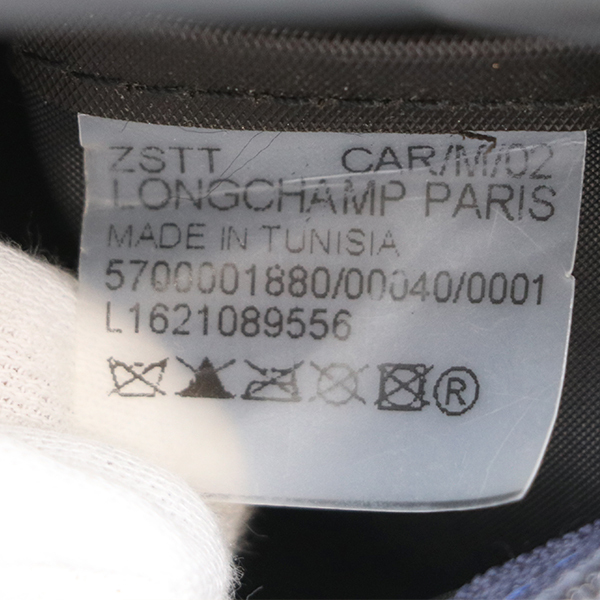 ZSTT CAR/M/02
LONGCHAMP PARIS
MADE IN TUNISIA
5700001880/00040/0001
L1621089556
®